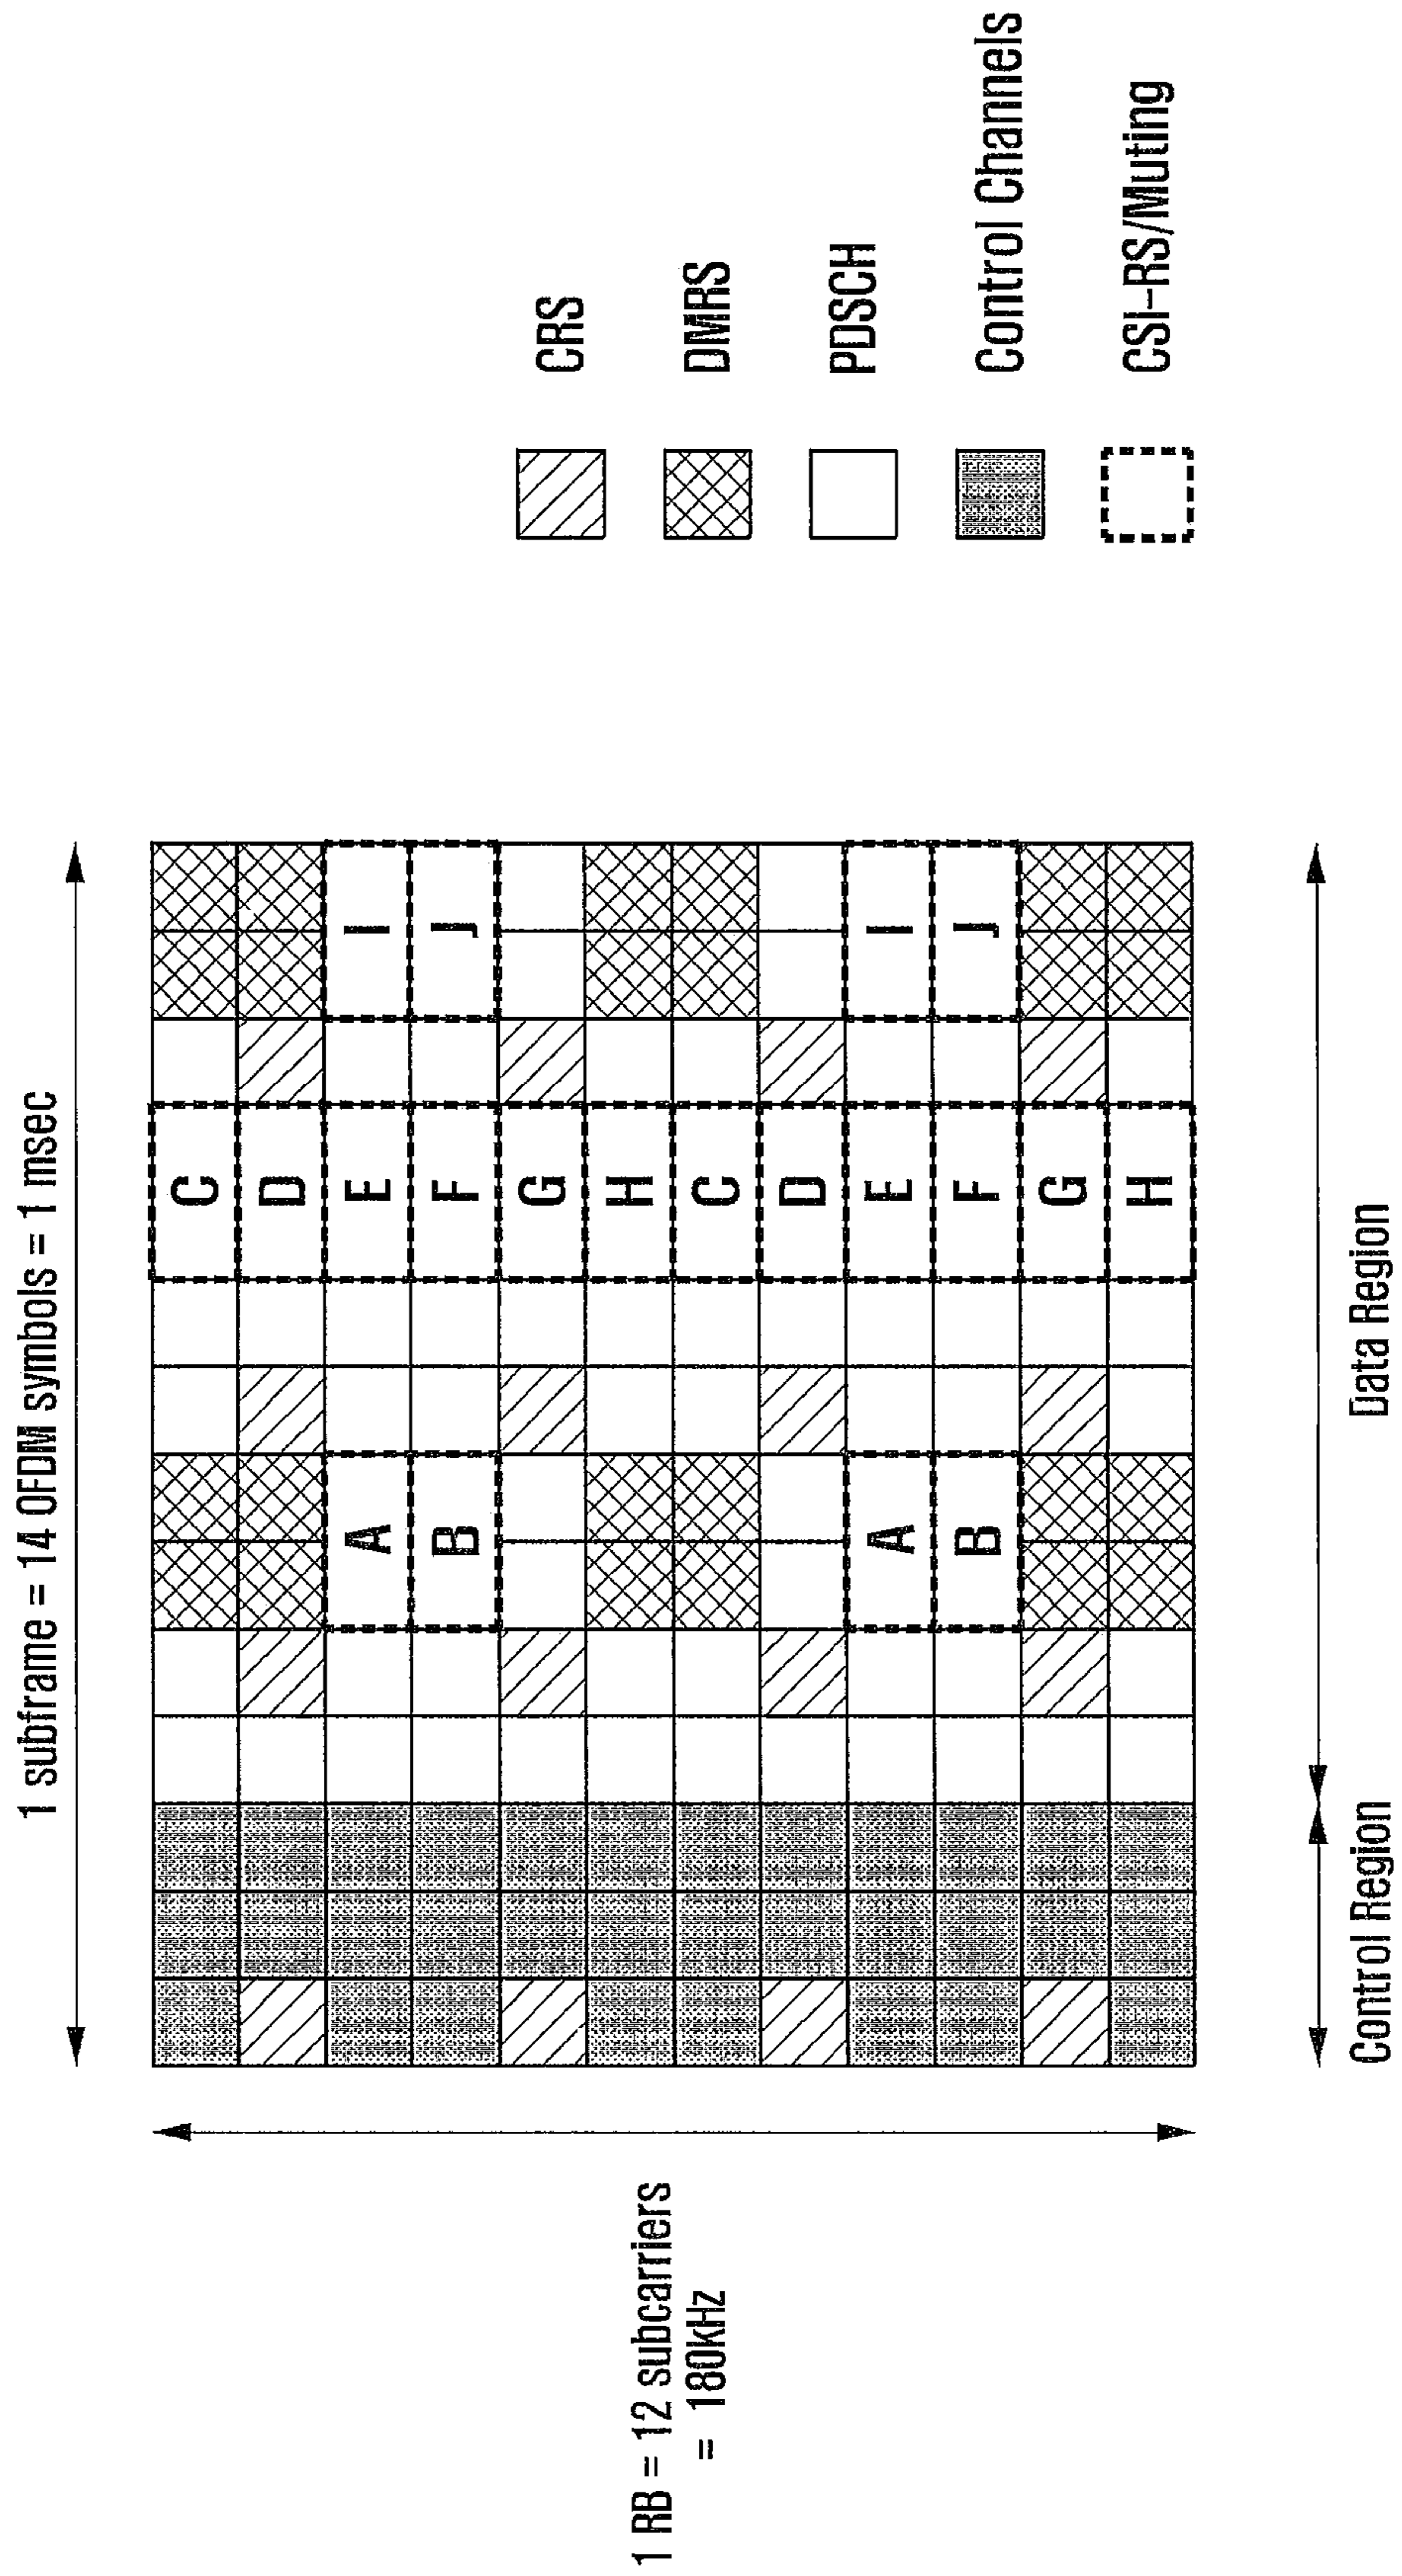 1 subframe = 14 OFDM symbols = 1 msec
1 RB = 12 subcarriers
= 180kHz
C
D
A E I
B F J
G
H
C
D
A E I
B F J
G
H
Control Region
Data Region
CRS
DMRS
PDSCH
Control Channels
CSI-RS/Muting